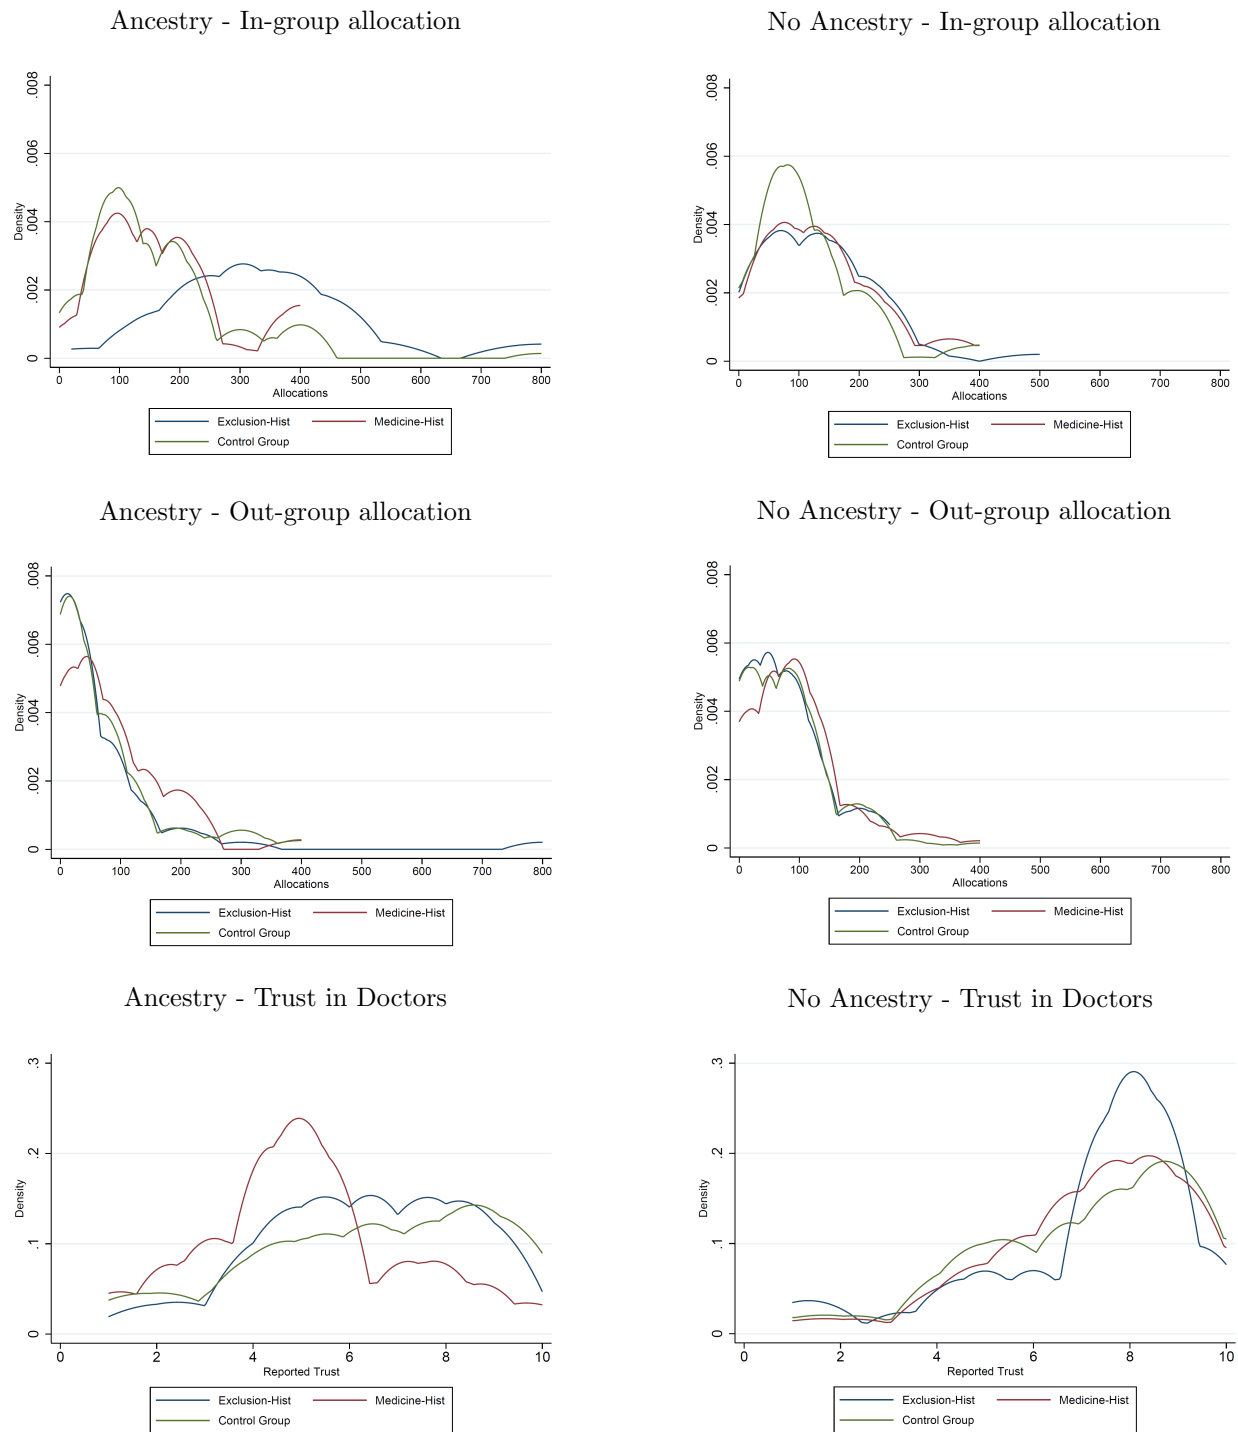 Ancestry - In-group allocation
No Ancestry - In-group allocation
Density
0 .002 .004 .006 .008
0 100 200 300 400 500 600 700 800
Allocations
Exclusion-Hist Medicine-Hist
Control Group
Density
0 .002 .004 .006 .008
0 100 200 300 400 500 600 700 800
Allocations
Exclusion-Hist Medicine-Hist
Control Group
Ancestry - Out-group allocation
No Ancestry - Out-group allocation
Density
0 .002 .004 .006 .008
0 100 200 300 400 500 600 700 800
Allocations
Exclusion-Hist Medicine-Hist
Control Group
Density
0 .002 .004 .006 .008
0 100 200 300 400 500 600 700 800
Allocations
Exclusion-Hist Medicine-Hist
Control Group
Ancestry - Trust in Doctors
No Ancestry - Trust in Doctors
Density
0 .1 .2 .3
0 2 4 6 8 10
Reported Trust
Exclusion-Hist Medicine-Hist
Control Group
Density
0 .1 .2 .3
0 2 4 6 8 10
Reported Trust
Exclusion-Hist Medicine-Hist
Control Group